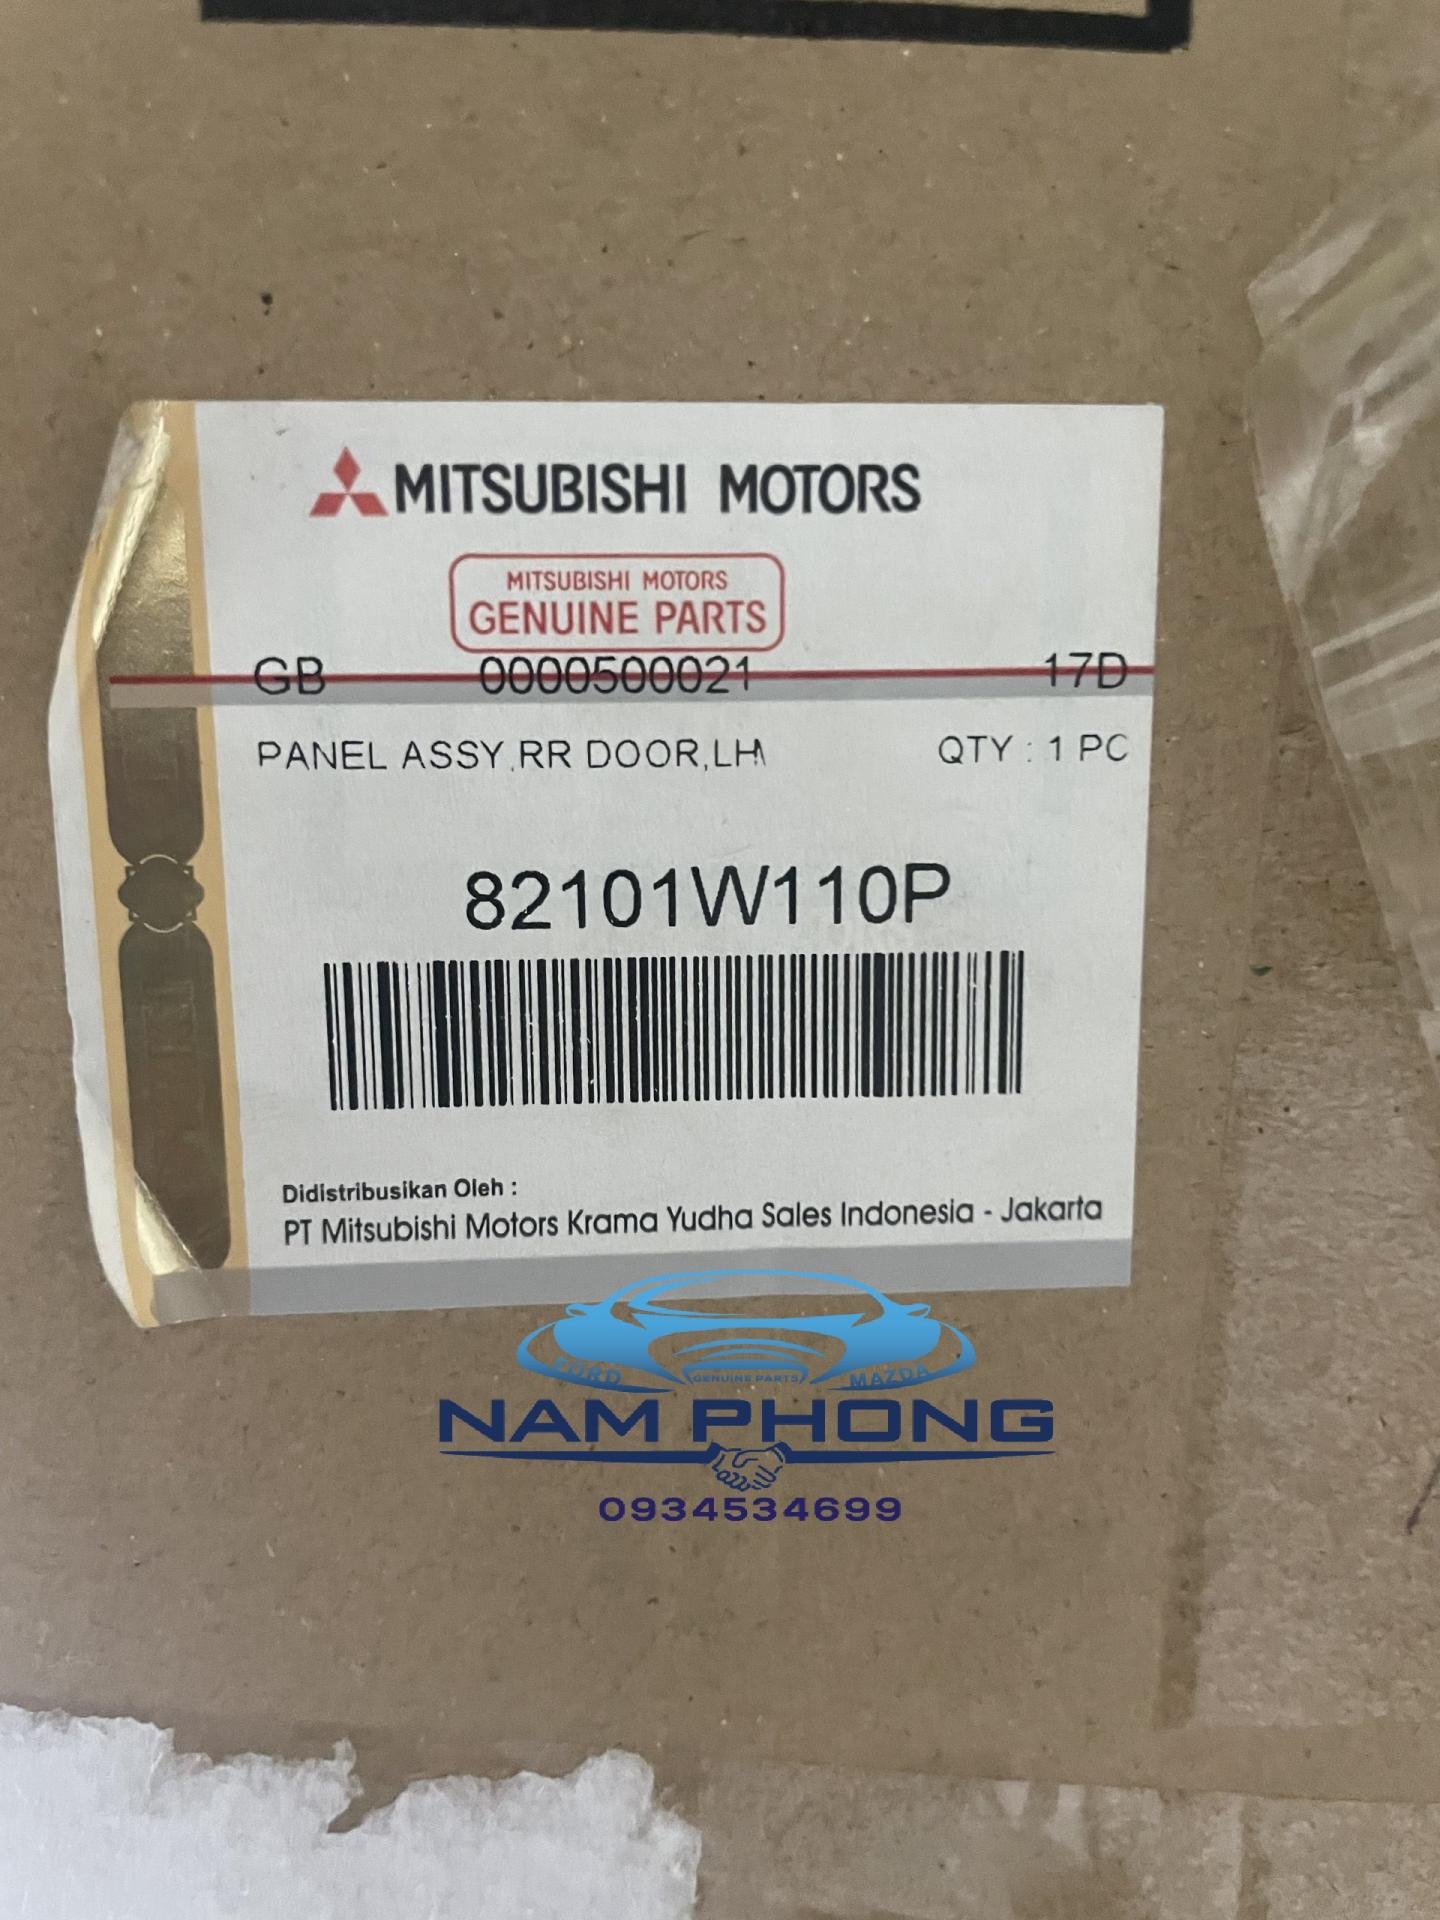 MITSUBISHI MOTORS
MITSUBISHI MOTORS
GENUINE PARTS
GB 0000500021 17D
PANEL ASSY,RR DOOR,LH QTY : 1 PC
82101W110P
Didistribusikan Oleh :
PT Mitsubishi Motors Krama Yudha Sales Indonesia - Jakarta
FORD GENUINE PARTS MAZDA
NAM PHONG
0934534699